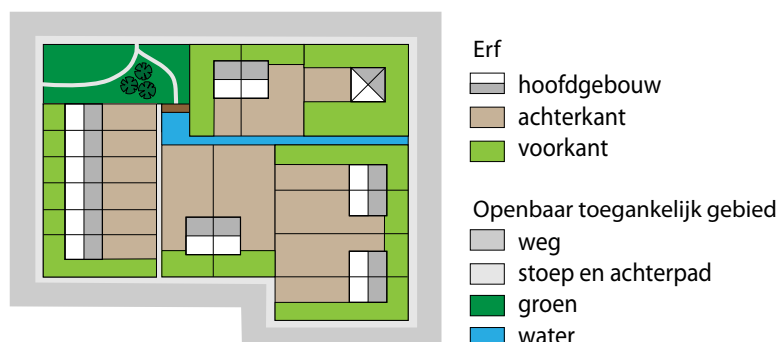 Erf
hoofdgebouw
achterkant
voorkant
Openbaar toegankelijk gebied
weg
stoep en achterpad
groen
water